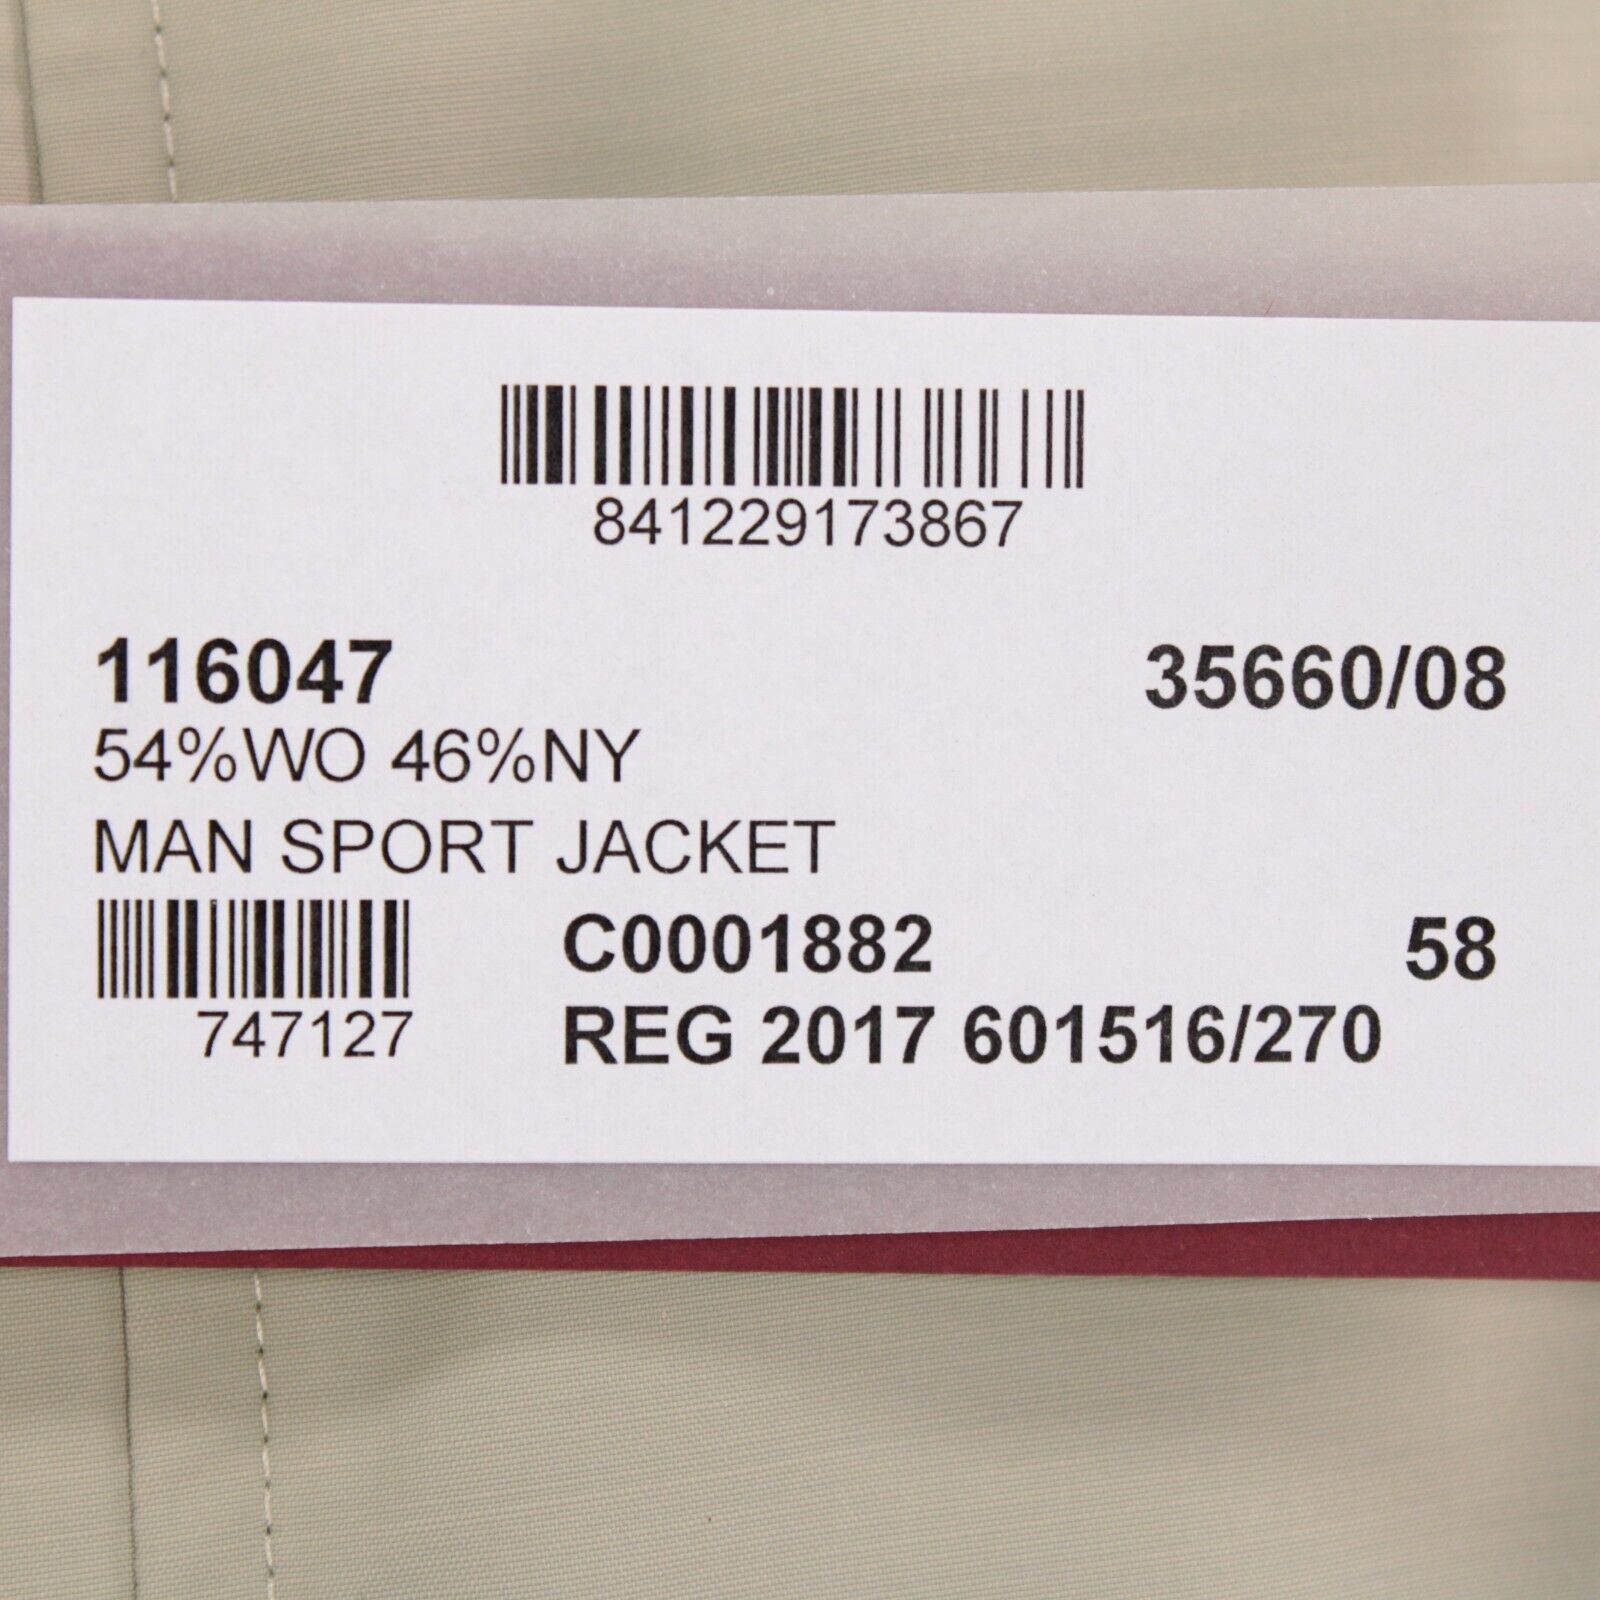 841229173867
116047 35660/08
54%WO 46%NY
MAN SPORT JACKET
C0001882 58
747127 REG 2017 601516/270